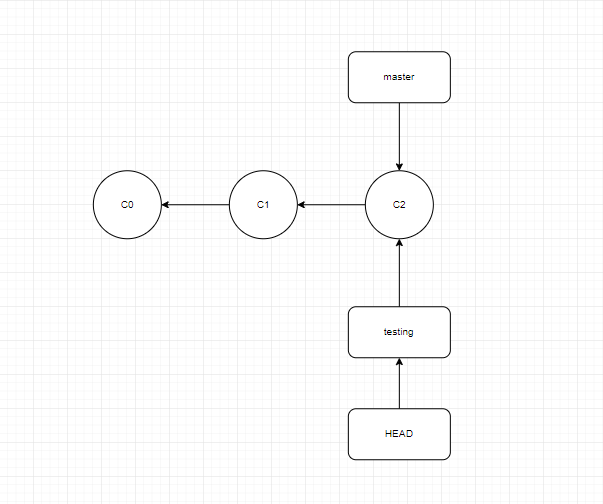 master
C0
C1
C2
testing
HEAD